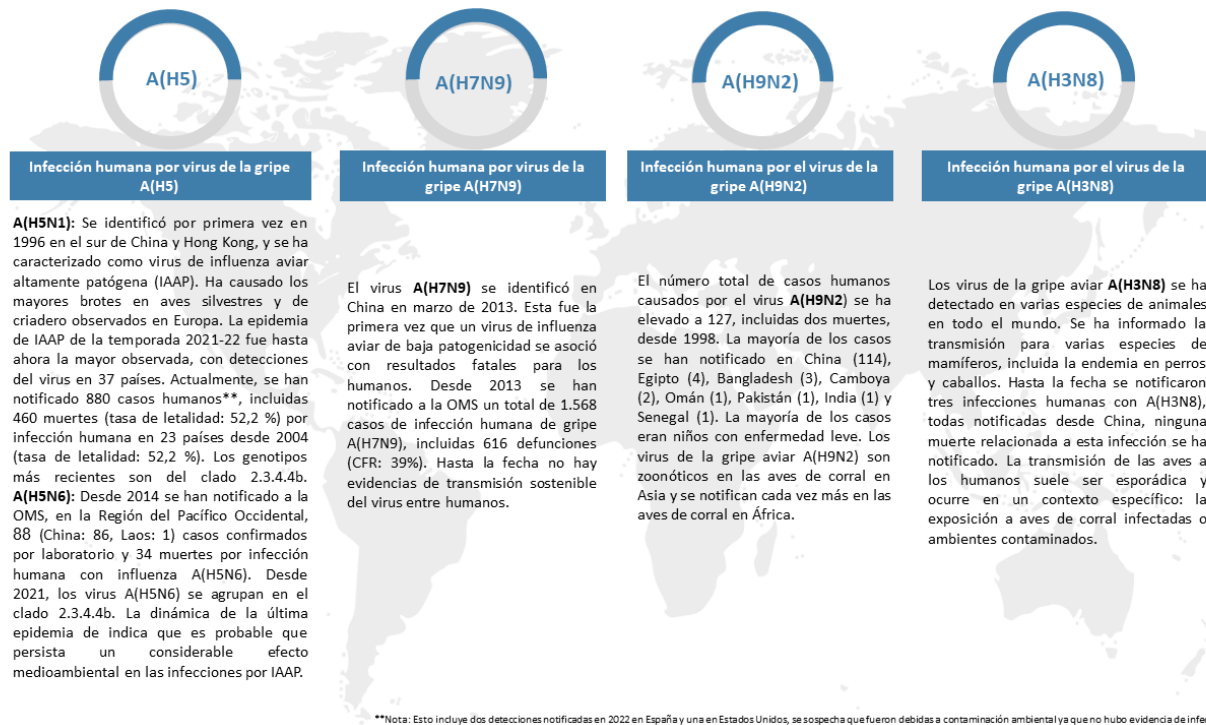 A(H5)
A(H7N9)
A(H9N2)
A(H3N8)
Infección humana por virus de la gripe
A(H5)
A(H5N1): Se identificó por primera vez en
1996 en el sur de China y Hong Kong, y se ha
caracterizado como virus de influenza aviar
altamente patógena (IAAP). Ha causado los
mayores brotes en aves silvestres y de
criadero observados en Europa. La epidemia
de IAAP de la temporada 2021-22 fue hasta
ahora la mayor observada, con detecciones
del virus en 37 países. Actualmente, se han
notificado 880 casos humanos**, incluidas
460 muertes (tasa de letalidad: 52,2 %) por
infección humana en 23 países desde 2004
(tasa de letalidad: 52,2 %). Los genotipos
más recientes son del clado 2.3.4.4b.
A(H5N6): Desde 2014 se han notificado a la
OMS, en la Región del Pacífico Occidental,
88 (China: 86, Laos: 1) casos confirmados
por laboratorio y 34 muertes por infección
humana con influenza A(H5N6). Desde
2021, los virus A(H5N6) se agrupan en el
clado 2.3.4.4b. La dinámica de la última
epidemia de indica que es probable que
persista un considerable efecto
medioambiental en las infecciones por IAAP.
Infección humana por virus de la
gripe A(H7N9)
El virus A(H7N9) se identificó en
China en marzo de 2013. Esta fue la
primera vez que un virus de influenza
aviar de baja patogenicidad se asoció
con resultados fatales para los
humanos. Desde 2013 se han
notificado a la OMS un total de 1.568
casos de infección humana de gripe
A(H7N9), incluidas 616 defunciones
(CFR: 39%). Hasta la fecha no hay
evidencias de transmisión sostenible
del virus entre humanos.
Infección humana por el virus de la
gripe A(H9N2)
El número total de casos humanos
causados por el virus A(H9N2) se ha
elevado a 127, incluidas dos muertes,
desde 1998. La mayoría de los casos
se han notificado en China (114),
Egipto (4), Bangladesh (3), Camboya
(2), Omán (1), Pakistán (1), India (1) y
Senegal (1). La mayoría de los casos
eran niños con enfermedad leve. Los
virus de la gripe aviar A(H9N2) son
zoonóticos en las aves de corral en
Asia y se notifican cada vez más en las
aves de corral en África.
Infección humana por el virus de la
gripe A(H3N8)
Los virus de la gripe aviar A(H3N8) se ha
detectado en varias especies de animales
en todo el mundo. Se ha informado la
transmisión para varias especies de
mamíferos, incluida la endemia en perros
y caballos. Hasta la fecha se notificaron
tres infecciones humanas con A(H3N8),
todas notificadas desde China, ninguna
muerte relacionada a esta infección se ha
notificado. La transmisión de las aves a
los humanos suele ser esporádica y
ocurre en un contexto específico: la
exposición a aves de corral infectadas o
ambientes contaminados.
**Nota: Esto incluye dos detecciones notificadas en 2022 en España y una en Estados Unidos, se sospecha que fueron debidas a contaminación ambiental ya que no hubo evidencia de infe